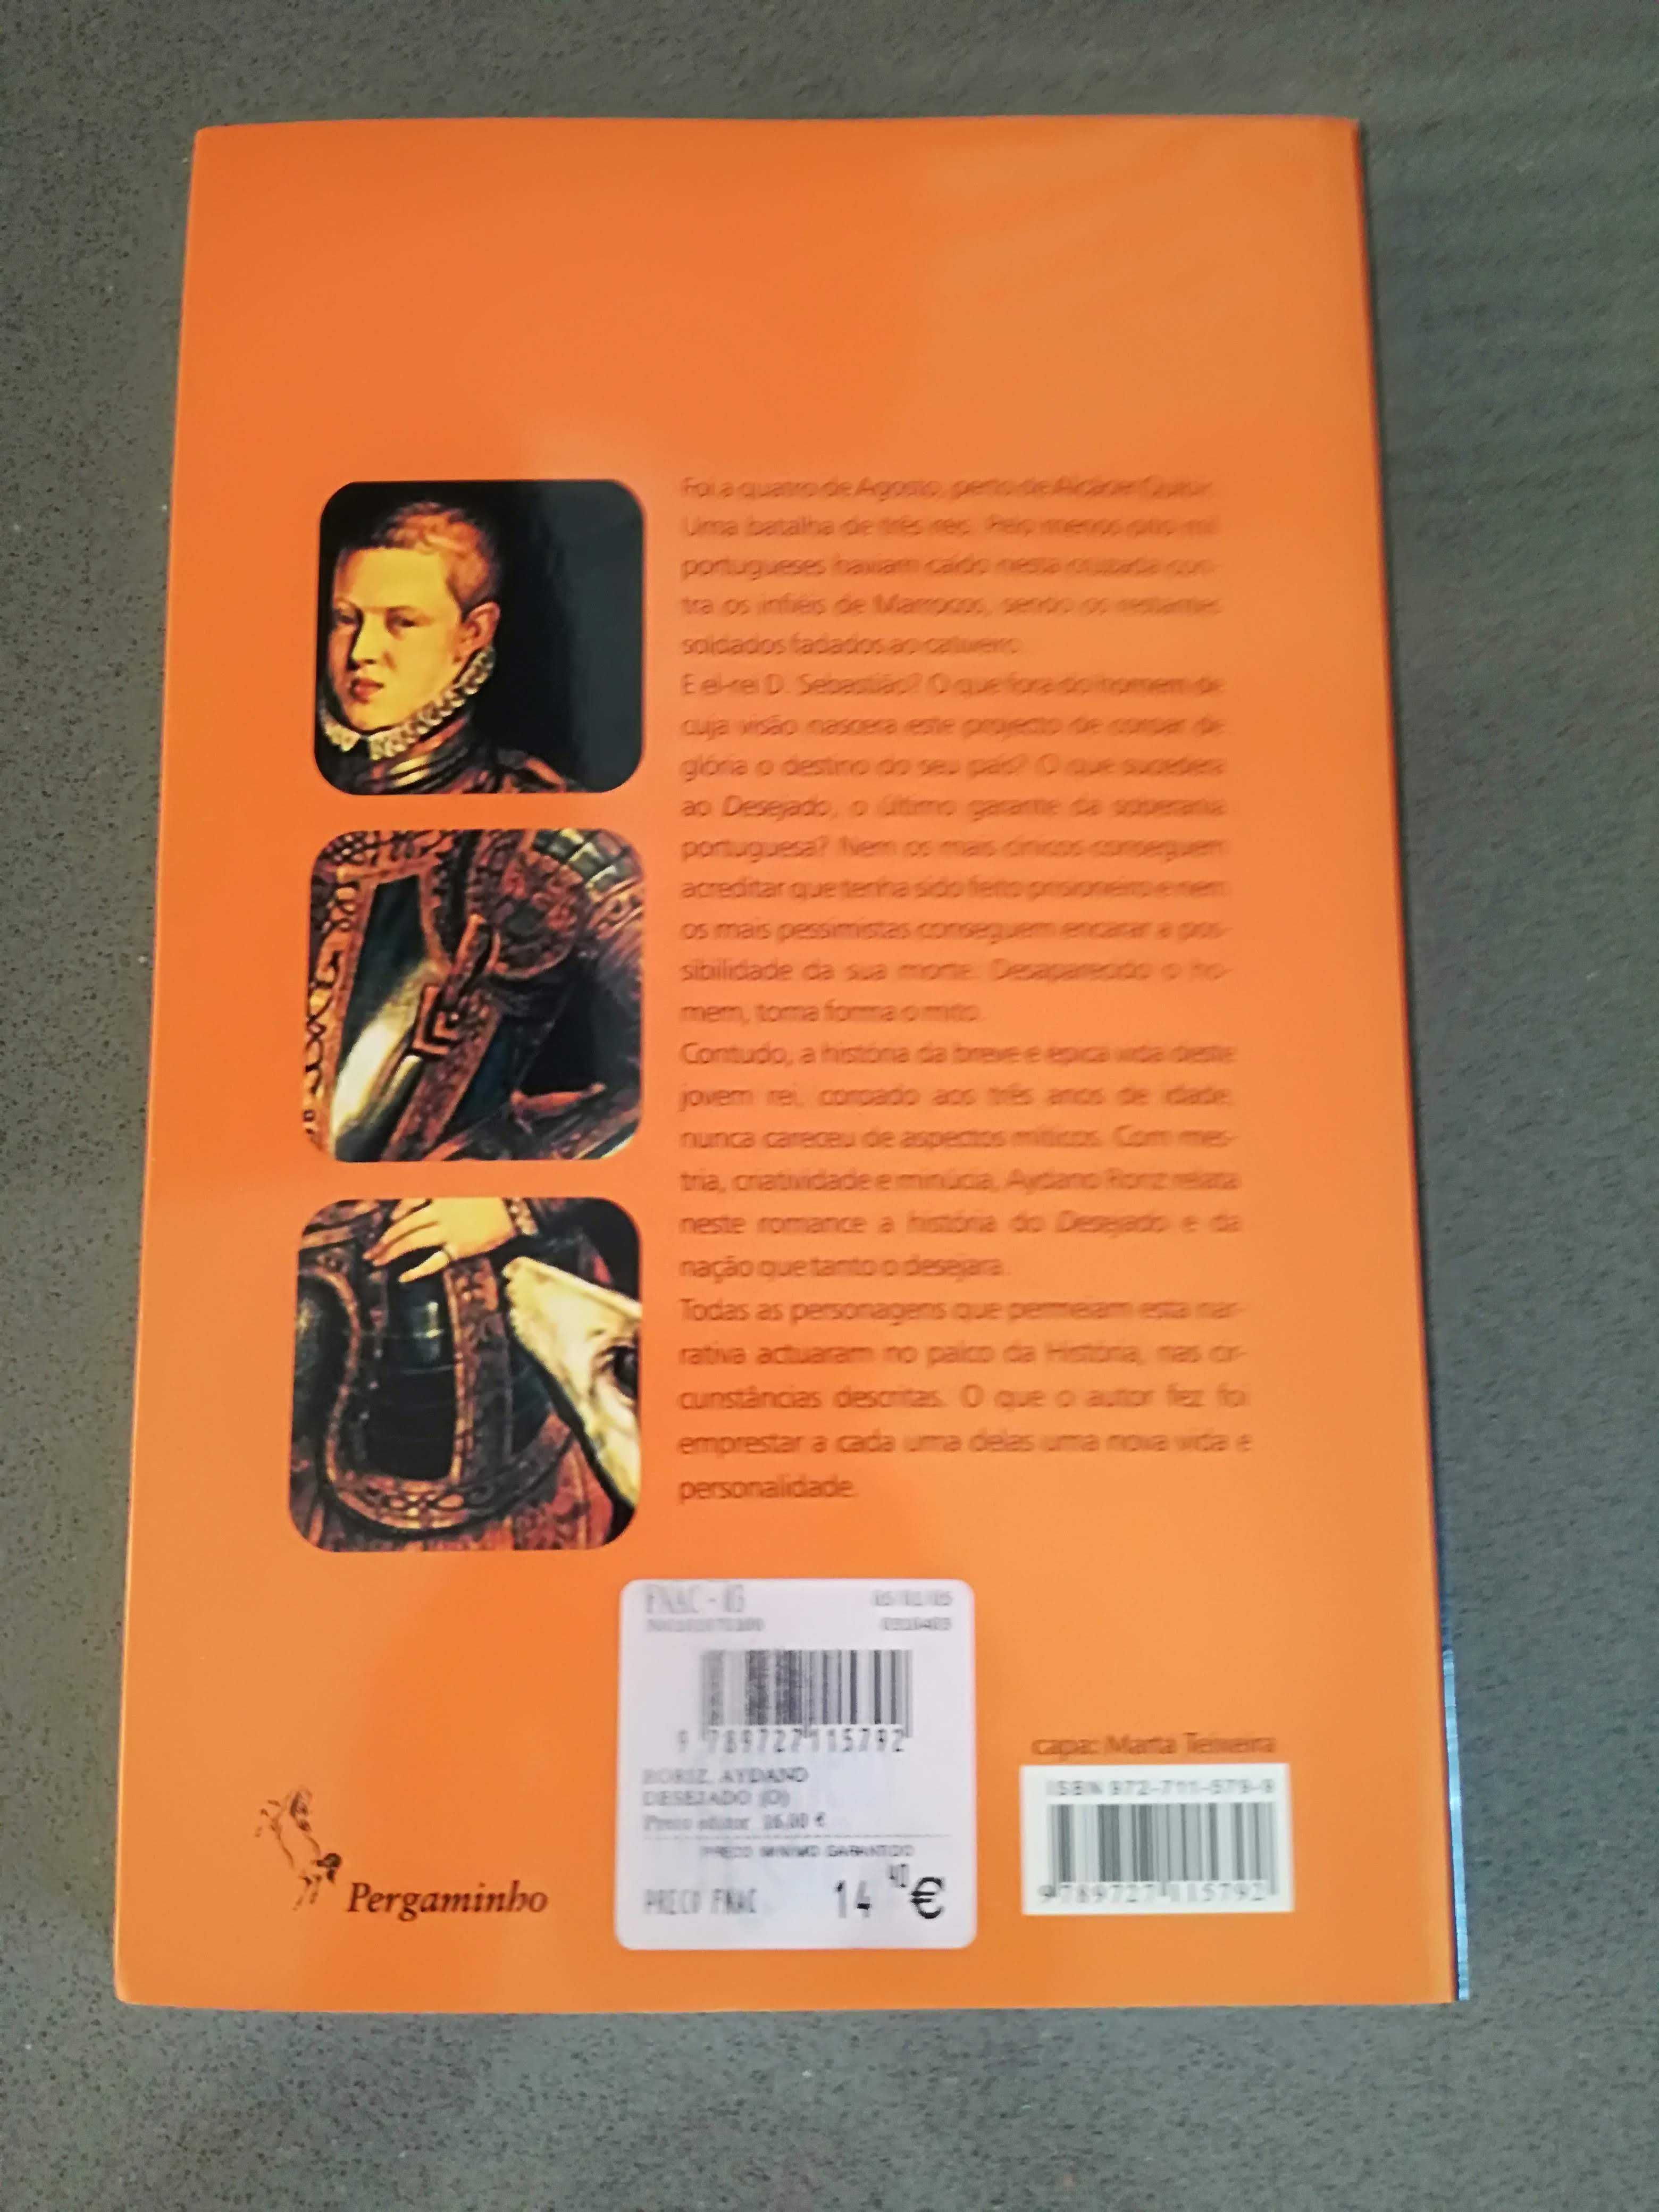 Foi a quatro de Agosto, perto de Alcácer Quibir.
Uma batalha de três reis. Pelo menos oito mil
portugueses haviam caído nesta cruzada con-
tra os infiéis de Marrocos, sendo os restantes
soldados fadados ao cativeiro.
E el-rei D. Sebastião? O que fora do homem de
cuja visão nascera este projecto de coroar de
glória o destino do seu país? O que sucedera
ao Desejado, o último garante da soberania
portuguesa? Nem os mais cínicos conseguem
acreditar que tenha sido feito prisioneiro e nem
os mais pessimistas conseguem encarar a pos-
sibilidade da sua morte. Desaparecido o ho-
mem, toma forma o mito.
Contudo, a história da breve e épica vida deste
jovem rei, coroado aos três anos de idade,
nunca careceu de aspectos míticos. Com mes-
tria, criatividade e minúcia, Aydano Roriz relata
neste romance a história do Desejado e da
nação que tanto o desejara.
Todas as personagens que permeiam esta nar-
rativa actuaram no palco da História, nas cir-
cunstâncias descritas. O que o autor fez foi
emprestar a cada uma delas uma nova vida e
personalidade.
FNAC - 03
05/01/05
9 789727 115792
RORIZ, AYDANO
DESEJADO (O)
Preco editor 16,00 €
PRECO MINIMO GARANTIDO
PRECO FNAC 14 40 €
capa: Marta Teixeira
ISBN 972-711-579-9
9 789727 115792
Pergaminho